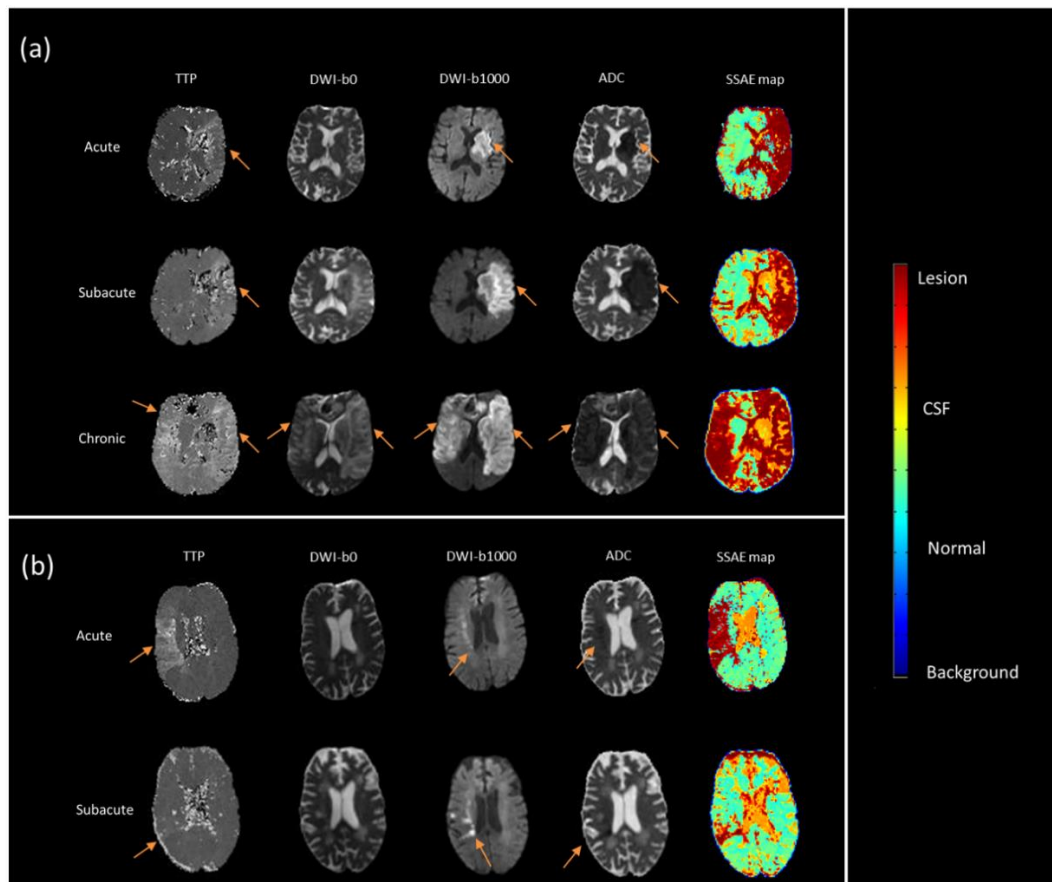 (a)
TTP DWI-b0 DWI-b1000 ADC SSAE map
Acute
Subacute
Chronic
(b)
TTP DWI-b0 DWI-b1000 ADC SSAE map
Acute
Subacute
Lesion
CSF
Normal
Background